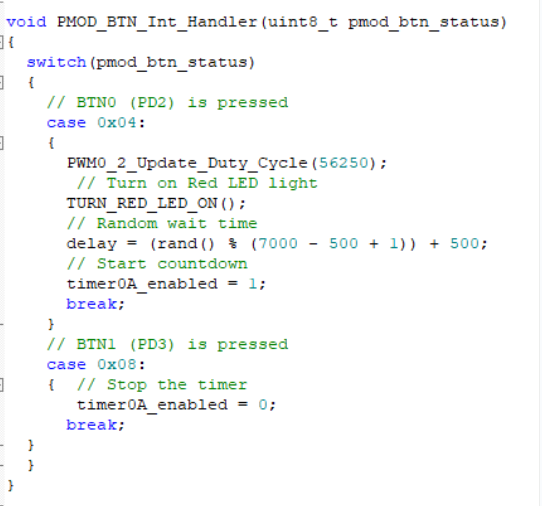 void PMOD_BTN_Int_Handler(uint8_t pmod_btn_status)
{
  switch(pmod_btn_status)
  {
    // BTN0 (PD2) is pressed
    case 0x04:
    {
      PWM0_2_Update_Duty_Cycle(56250);
       // Turn on Red LED light
      TURN_RED_LED_ON();
      // Random wait time
      delay = (rand() % (7000 - 500 + 1)) + 500;
      // Start countdown
      timer0A_enabled = 1;
      break;
    }
    // BTN1 (PD3) is pressed
    case 0x08:
    {  // Stop the timer
       timer0A_enabled = 0;
      break;
  }
  }
}